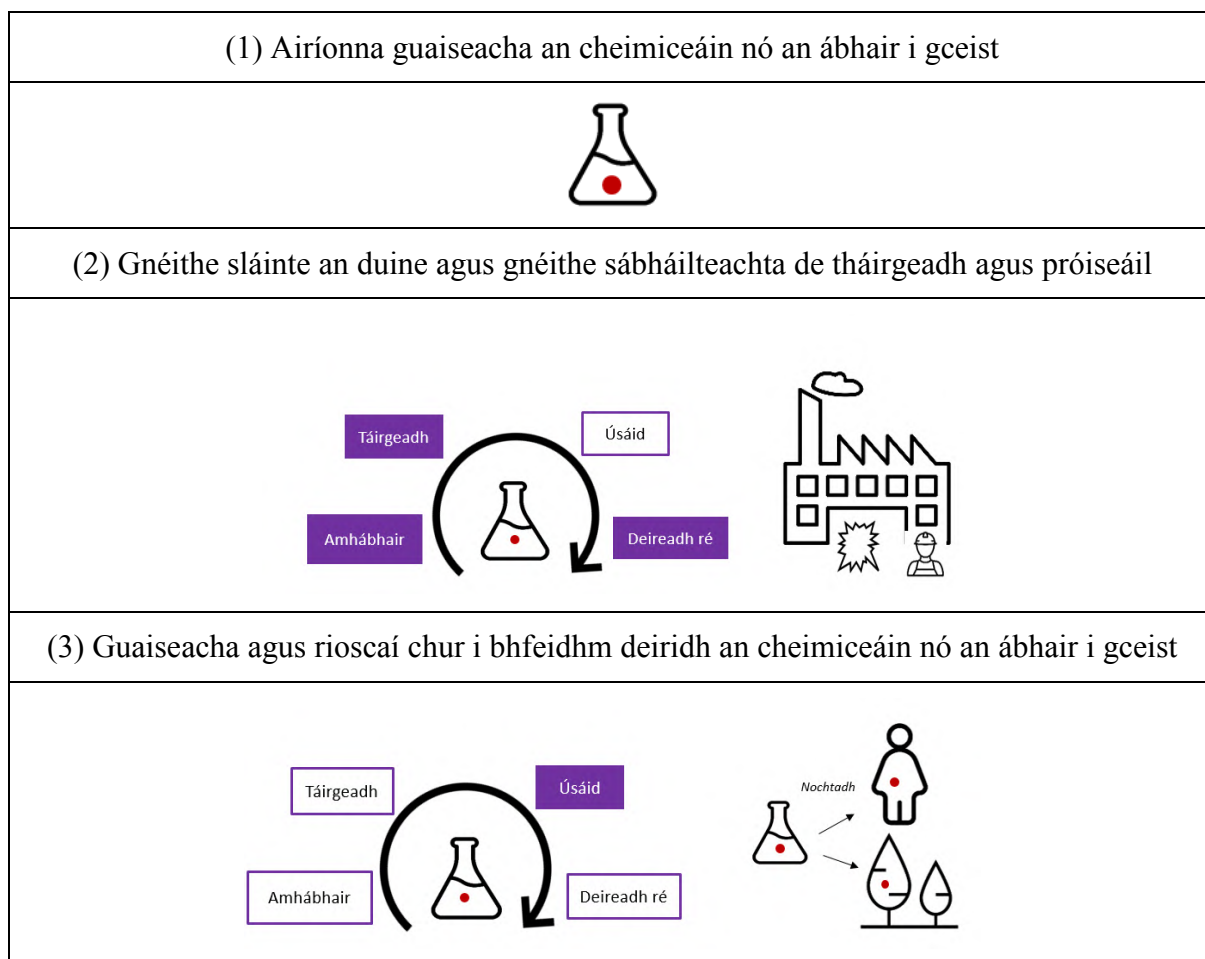 (1) Airíonna guaiseacha an cheimiceáin nó an ábhair i gceist
(2) Gnéithe sláinte an duine agus gnéithe sábháilteachta de tháirgeadh agus próiseáil
Táirgeadh
Úsáid
Amhábhair
Deireadh ré
(3) Guaiseacha agus rioscaí chur i bhfeidhm deiridh an cheimiceáin nó an ábhair i gceist
Táirgeadh
Úsáid
Nochtadh
Amhábhair
Deireadh ré